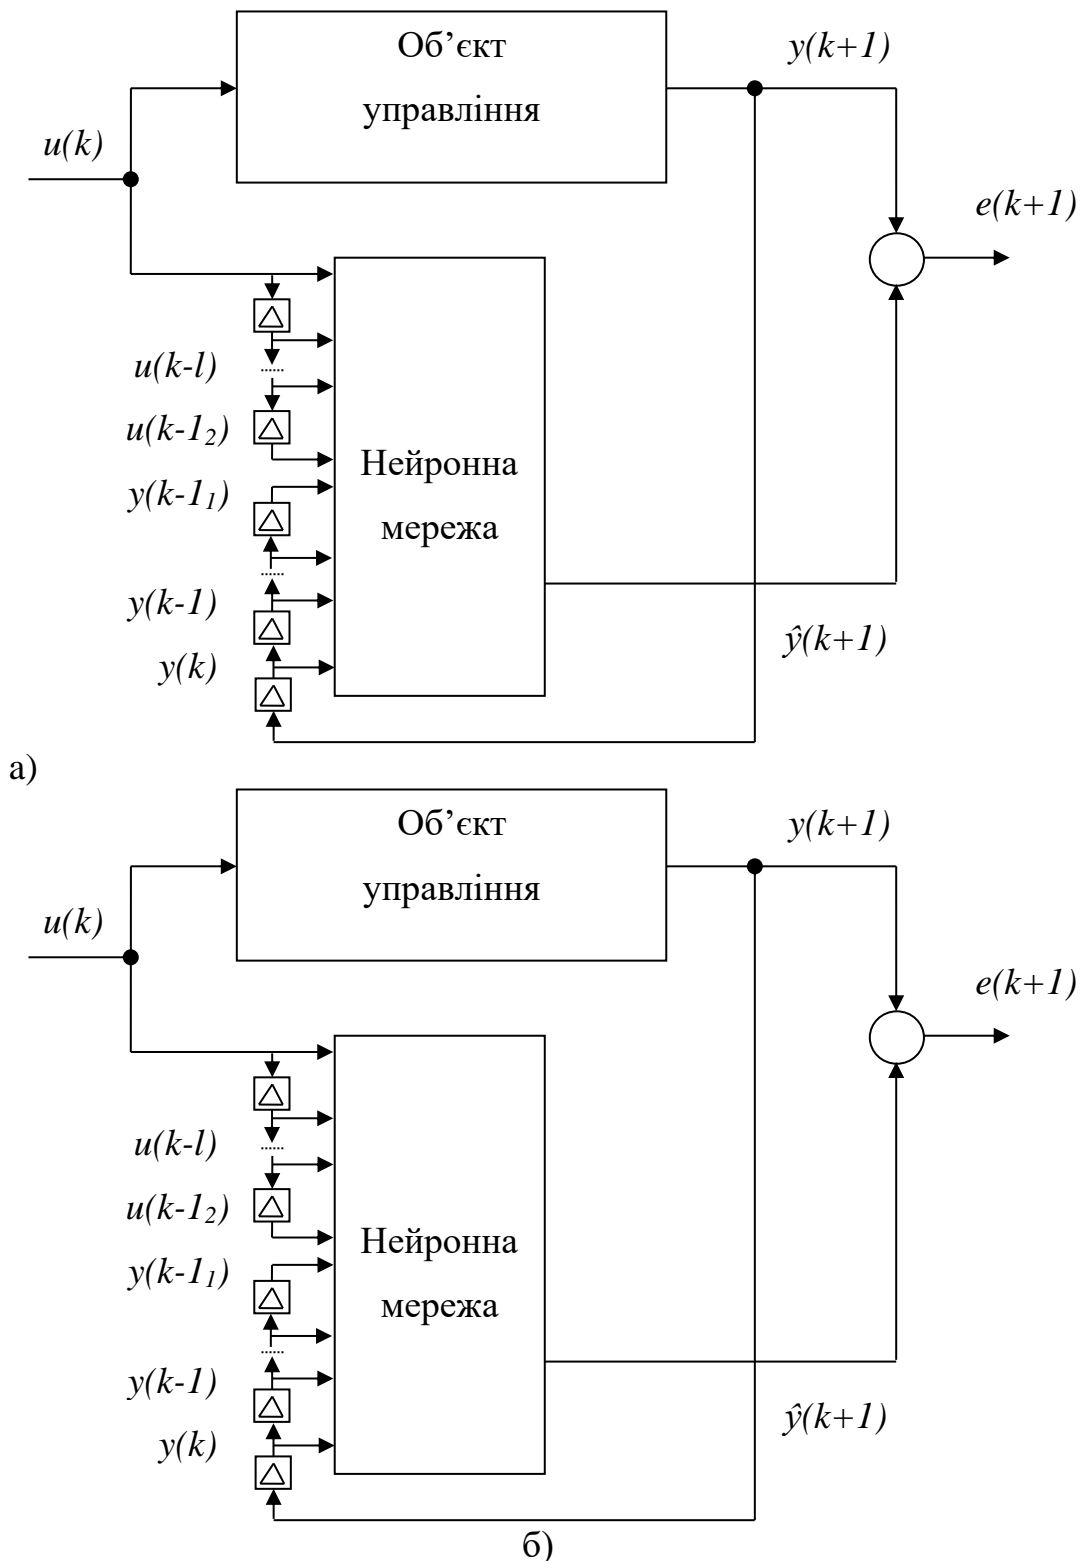 Об’єкт
управління
y(k+1)
u(k)
e(k+1)
u(k-l)
u(k-1₂)
y(k-1₁)
Нейронна
мережа
y(k-1)
ŷ(k+1)
y(k)
а)
Об’єкт
управління
y(k+1)
u(k)
e(k+1)
u(k-l)
u(k-1₂)
y(k-1₁)
Нейронна
мережа
y(k-1)
ŷ(k+1)
y(k)
б)